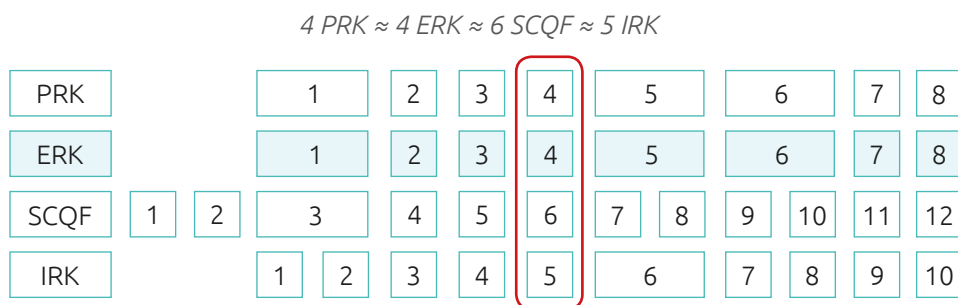 4 PRK ≈ 4 ERK ≈ 6 SCQF ≈ 5 IRK
PRK 1 2 3 4 5 6 7 8
ERK 1 2 3 4 5 6 7 8
SCQF 1 2 3 4 5 6 7 8 9 10 11 12
IRK 1 2 3 4 5 6 7 8 9 10